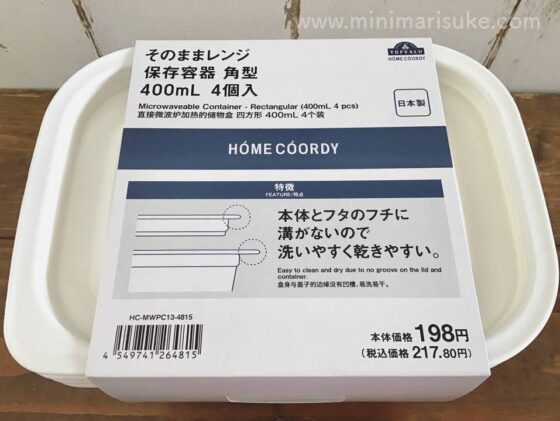 www.minimarisuke.com
そのままレンジ
保存容器 角型
400mL 4個入
Microwaveable Container - Rectangular (400mL 4 pcs)
直接微波炉加热的储物盒 四方形 400mL 4个装
TOPVALU
HOME COORDY
日本製
HÓME CÓORDY
特徴
FEATURE/特点
本体とフタのフチに
溝がないので
洗いやすく乾きやすい。
Easy to clean and dry due to no groove on the lid and
container.
盒身与盖子的边缘没有凹槽,易洗易干。
HC-MWPC13-4815
4 549741 264815
本体価格 198円
(税込価格 217.80円)